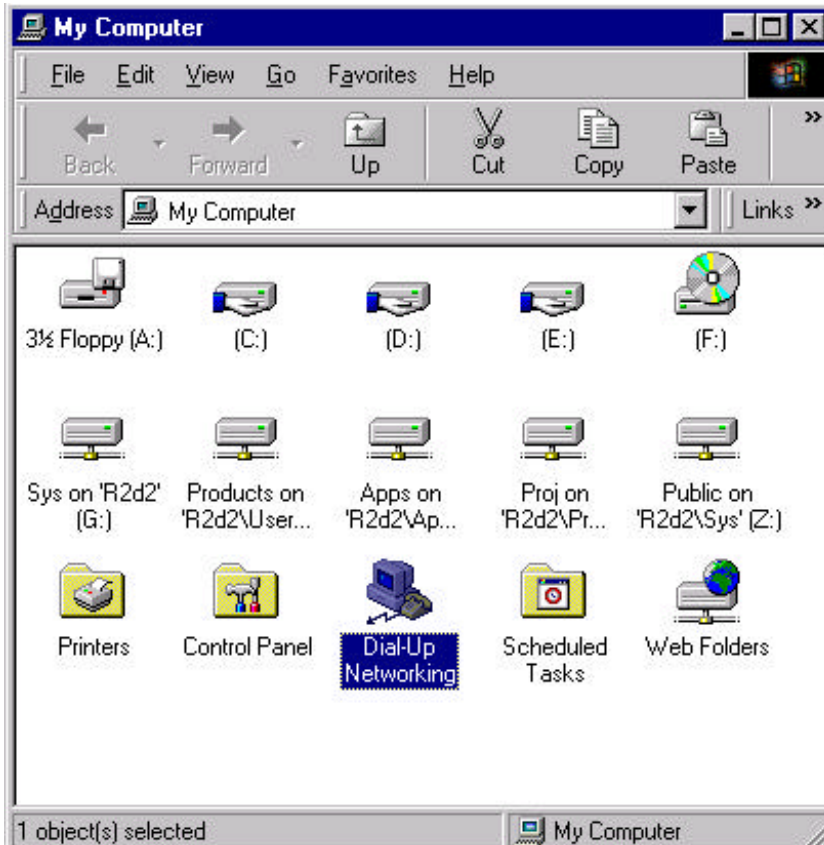 My Computer
File Edit View Go Favorites Help
Back Forward Up Cut Copy Paste »
Address My Computer Links »
3½ Floppy (A:) (C:) (D:) (E:) (F:)
Sys on 'R2d2' Products on Apps on Proj on Public on
(G:) 'R2d2\User... 'R2d2\Ap... 'R2d2\Pr... 'R2d2\Sys' (Z:)
Printers Control Panel Dial-Up Scheduled Web Folders
Networking Tasks
1 object(s) selected My Computer